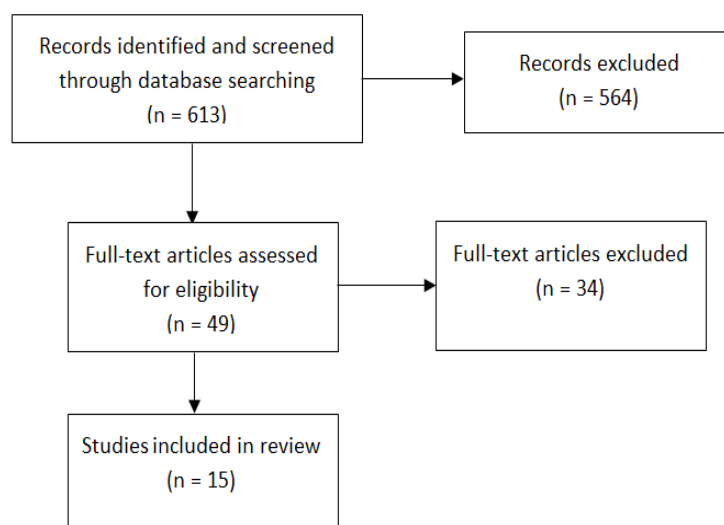 Records identified and screened
through database searching
(n = 613)
Records excluded
(n = 564)
Full-text articles assessed
for eligibility
(n = 49)
Full-text articles excluded
(n = 34)
Studies included in review
(n = 15)